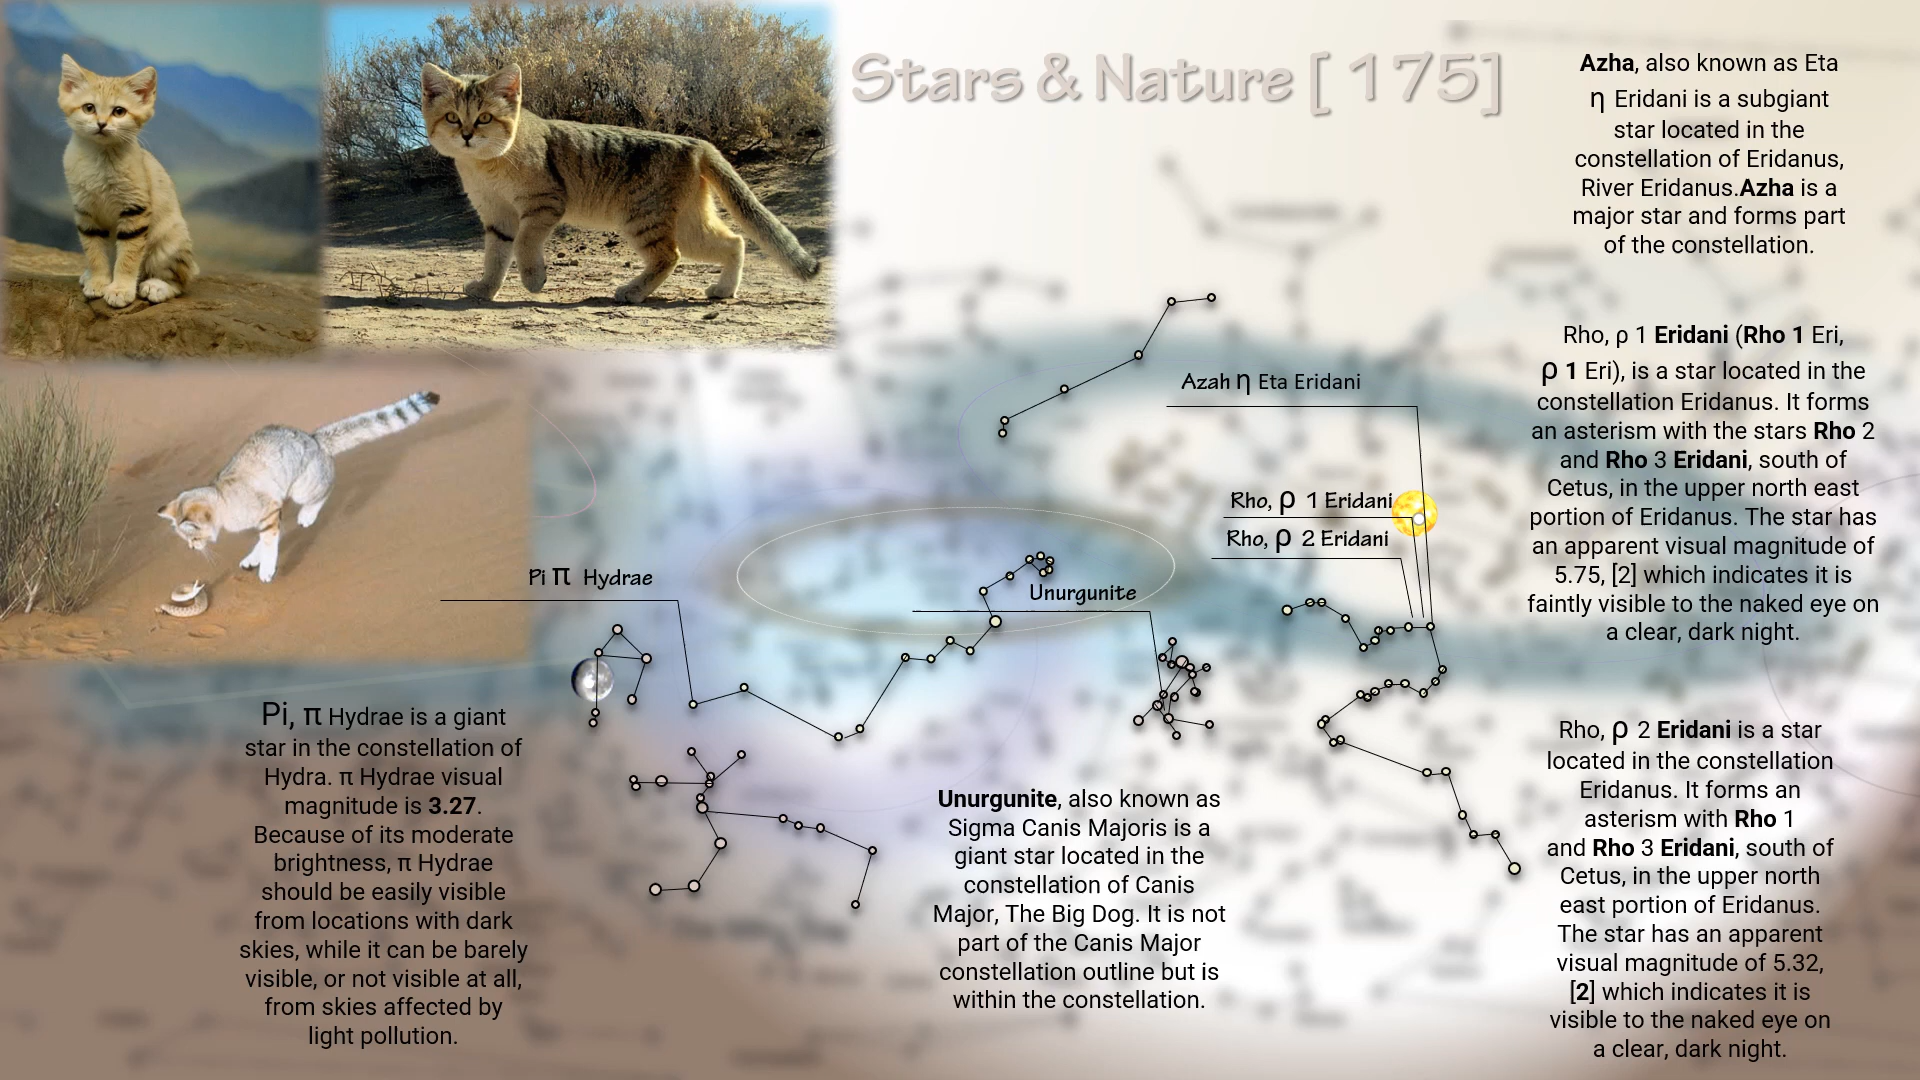 Stars & Nature [ 175]
Azha, also known as Eta
η Eridani is a subgiant
star located in the
constellation of Eridanus,
River Eridanus.Azha is a
major star and forms part
of the constellation.
Rho, ρ 1 Eridani (Rho 1 Eri,
ρ 1 Eri), is a star located in the
constellation Eridanus. It forms
an asterism with the stars Rho 2
and Rho 3 Eridani, south of
Cetus, in the upper north east
portion of Eridanus. The star has
an apparent visual magnitude of
5.75, [2] which indicates it is
faintly visible to the naked eye on
a clear, dark night.
Azah η Eta Eridani
Rho, ρ 1 Eridani
Rho, ρ 2 Eridani
Pi π Hydrae
Unurgunite
Pi, π Hydrae is a giant
star in the constellation of
Hydra. π Hydrae visual
magnitude is 3.27.
Because of its moderate
brightness, π Hydrae
should be easily visible
from locations with dark
skies, while it can be barely
visible, or not visible at all,
from skies affected by
light pollution.
Unurgunite, also known as
Sigma Canis Majoris is a
giant star located in the
constellation of Canis
Major, The Big Dog. It is not
part of the Canis Major
constellation outline but is
within the constellation.
Rho, ρ 2 Eridani is a star
located in the constellation
Eridanus. It forms an
asterism with Rho 1
and Rho 3 Eridani, south of
Cetus, in the upper north
east portion of Eridanus.
The star has an apparent
visual magnitude of 5.32,
[2] which indicates it is
visible to the naked eye on
a clear, dark night.